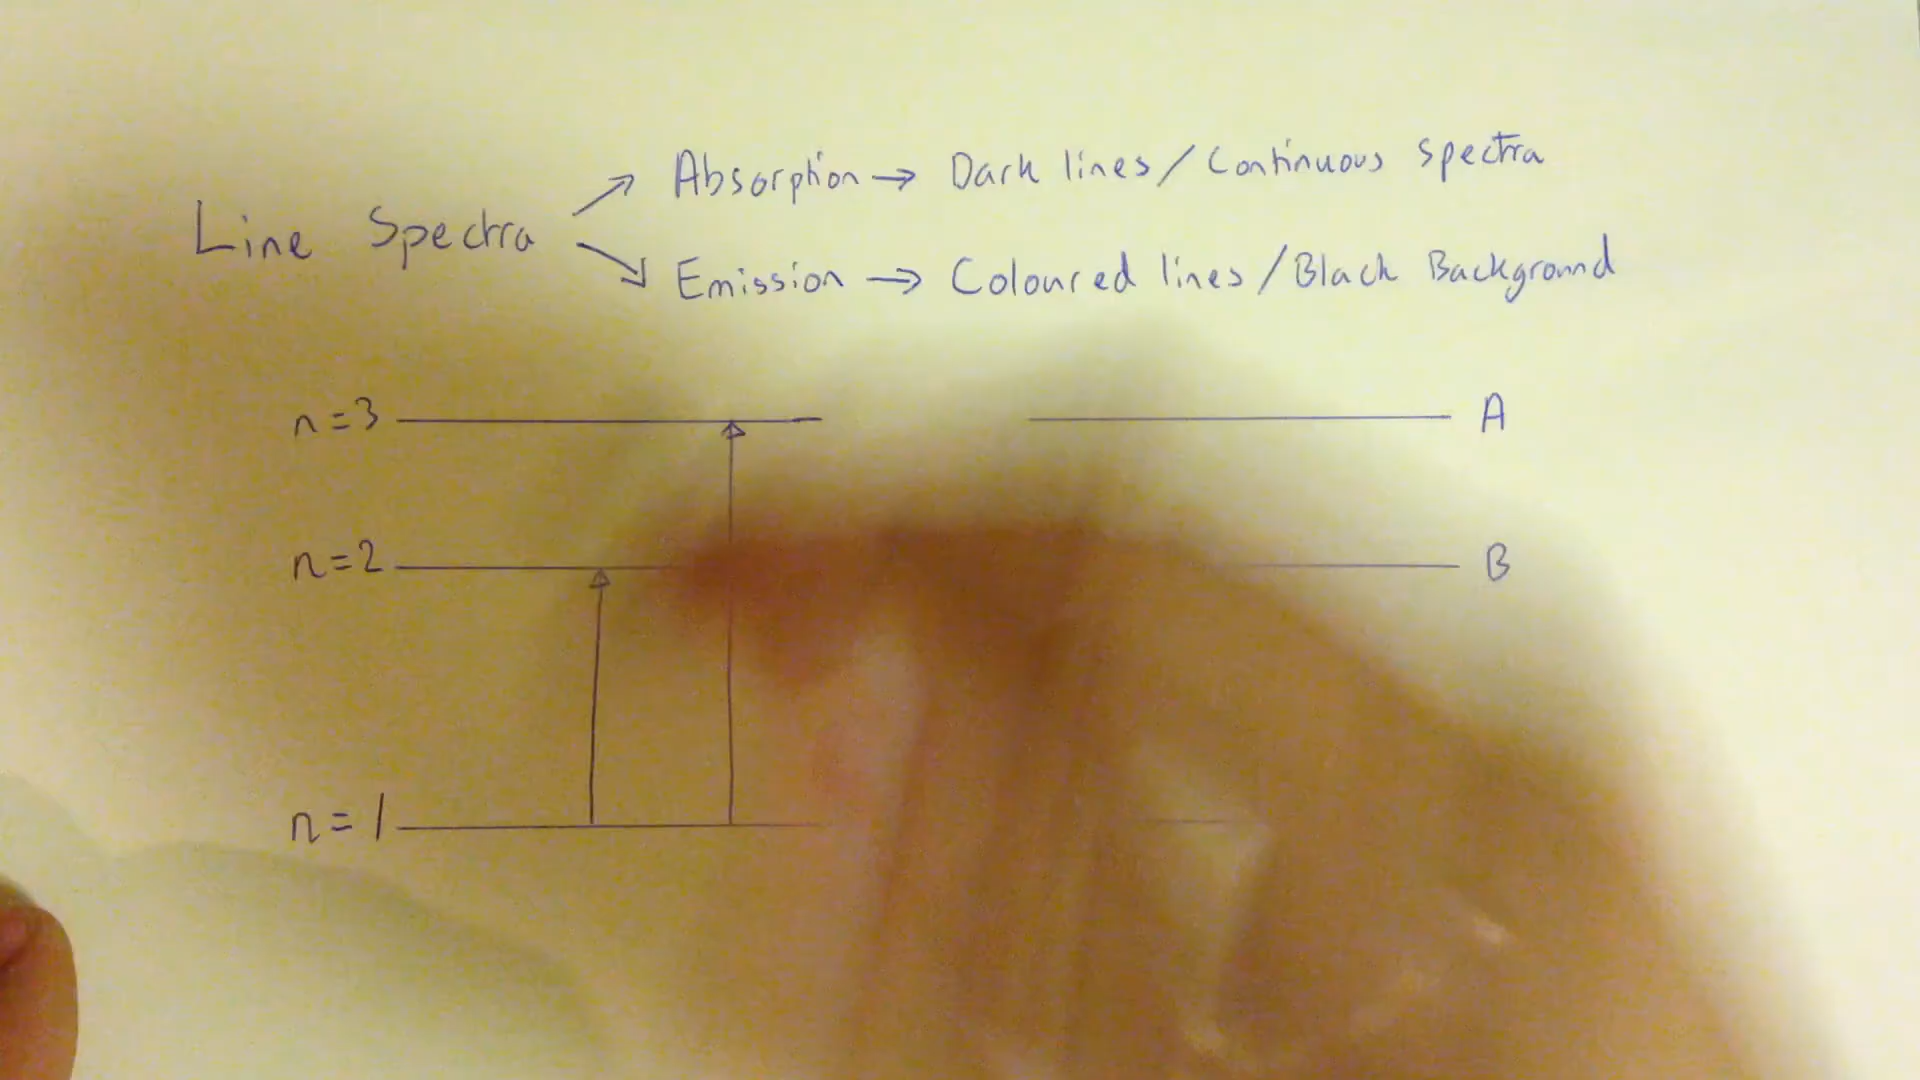 Line Spectra
Absorption → Dark lines / Continuous Spectra
Emission → Coloured lines / Black Background
n=3
A
n=2
B
n=1